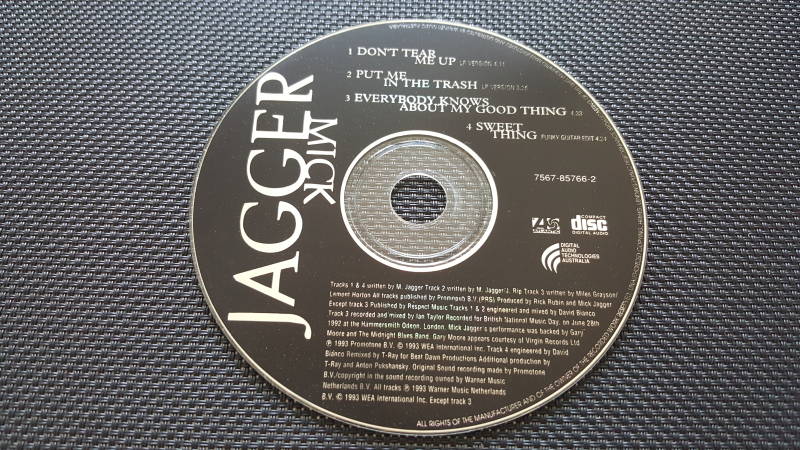 JAGGER
MICK
1 DON'T TEAR
ME UP LP VERSION 4.11
2 PUT ME
IN THE TRASH LP VERSION 3.35
3 EVERYBODY KNOWS
ABOUT MY GOOD THING 4.33
4 SWEET
THING FUNKY GUITAR EDIT 4.24
7567-85766-2
ATLANTIC
COMPACT
disc
DIGITAL AUDIO
DIGITAL
AUDIO
TECHNOLOGIES
AUSTRALIA
Tracks 1 & 4 written by M. Jagger Track 2 written by M. Jagger/J. Rip Track 3 written by Miles Grayson/
Lermont Horton All tracks published by Promopub B.V.(PRS) Produced by Rick Rubin and Mick Jagger
Except track 3 Published by Respect Music Tracks 1 & 2 engineered and mixed by David Bianco
Track 3 recorded and mixed by Ian Taylor Recorded for British National Music Day, on June 28th
1992 at the Hammersmith Odeon, London. Mick Jagger's performance was backed by Gary
Moore and The Midnight Blues Band. Gary Moore appears courtesy of Virgin Records Ltd
℗ 1993 Promotone B.V. © 1993 WEA International Inc. Track 4 engineered by David
Bianco Remixed by T-Ray for Beat Dawn Productions Additional production by
T-Ray and Anton Pukshansky. Original Sound recording made by Promotone
B.V./copyright in the sound recording owned by Warner Music
Netherlands B.V. All tracks ℗ 1993 Warner Music Netherlands
B.V. © 1993 WEA International Inc. Except track 3
ALL RIGHTS OF THE MANUFACTURER AND OF THE OWNER OF THE RECORDED WORK RESERVED